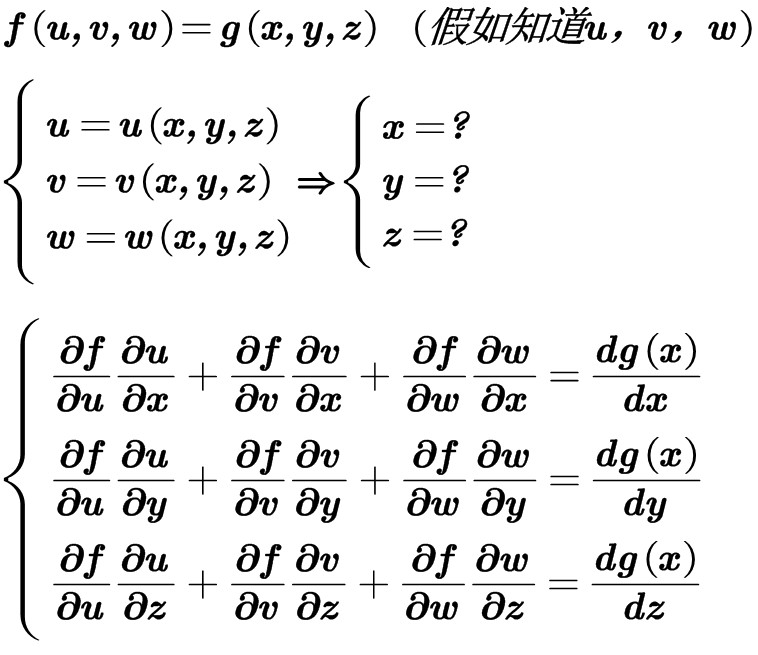 f(u,v,w)=g(x,y,z) (假如知道u，v，w)
{ u=u(x,y,z) v=v(x,y,z) w=w(x,y,z) ⇒ { x=? y=? z=?
∂f/∂u ∂u/∂x + ∂f/∂v ∂v/∂x + ∂f/∂w ∂w/∂x = dg(x)/dx
∂f/∂u ∂u/∂y + ∂f/∂v ∂v/∂y + ∂f/∂w ∂w/∂y = dg(x)/dy
∂f/∂u ∂u/∂z + ∂f/∂v ∂v/∂z + ∂f/∂w ∂w/∂z = dg(x)/dz